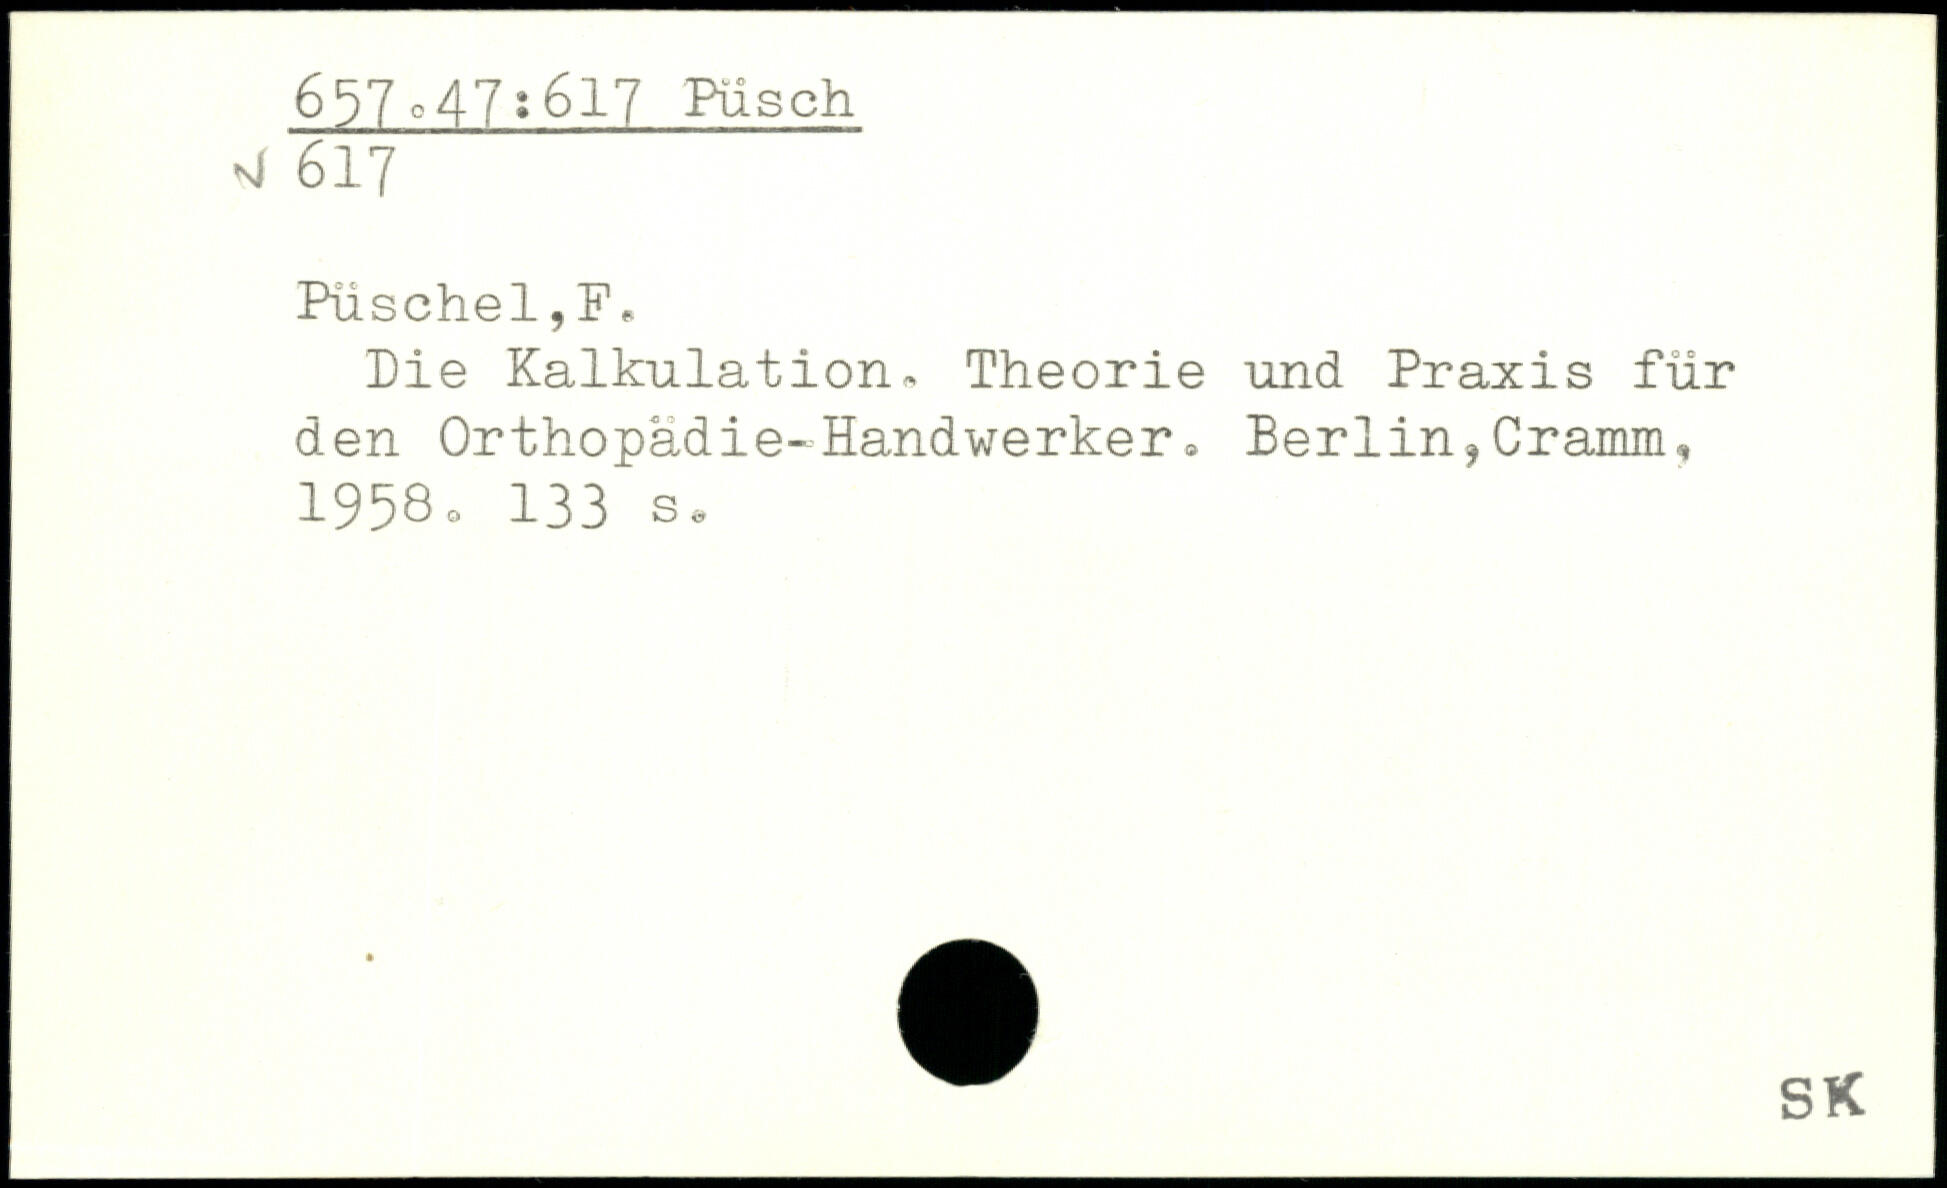 657.47:617 Püsch
√ 617
Püschel,F.
Die Kalkulation. Theorie und Praxis für
den Orthopädie-Handwerker. Berlin,Cramm,
1958. 133 s.
SK